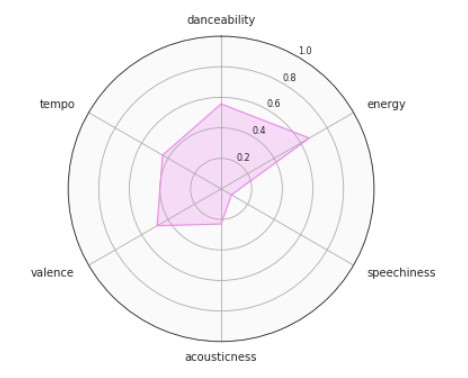 danceability
1.0
0.8
tempo
0.6
energy
0.4
0.2
valence
speechiness
acousticness